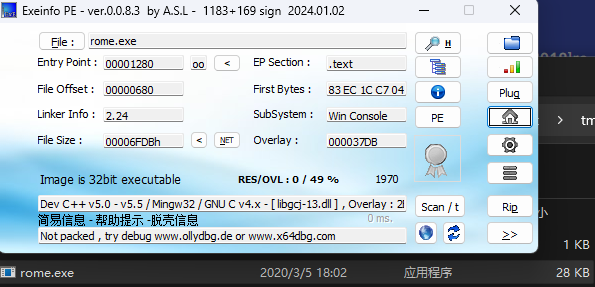 Exeinfo PE - ver.0.0.8.3 by A.S.L - 1183+169 sign 2024.01.02
File : rome.exe H
Entry Point : 00001280 oo < EP Section : .text
File Offset : 00000680 First Bytes : 83 EC 1C C7 04 Plug
Linker Info : 2.24 SubSystem : Win Console PE
File Size : 00006FDBh < NET Overlay : 000037DB
Image is 32bit executable RES/OVL : 0 / 49 % 1970
Dev C++ v5.0 - v5.5 / Mingw32 / GNU C v4.x - [ libgcj-13.dll ] , Overlay : Scan / t Rip
简易信息 - 帮助提示 -脱壳信息 0 ms.
Not packed , try debug www.ollydbg.de or www.x64dbg.com >>
tm
小
1 KB
rome.exe 2020/3/5 18:02 应用程序 28 KB